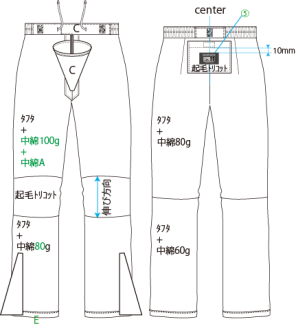 center
⑤
C
C
10mm
起毛トリコット
タフタ
+
中綿100g
+
中綿A
タフタ
+
中綿80g
起毛トリコット
伸び方向
タフタ
+
中綿80g
タフタ
+
中綿60g
E